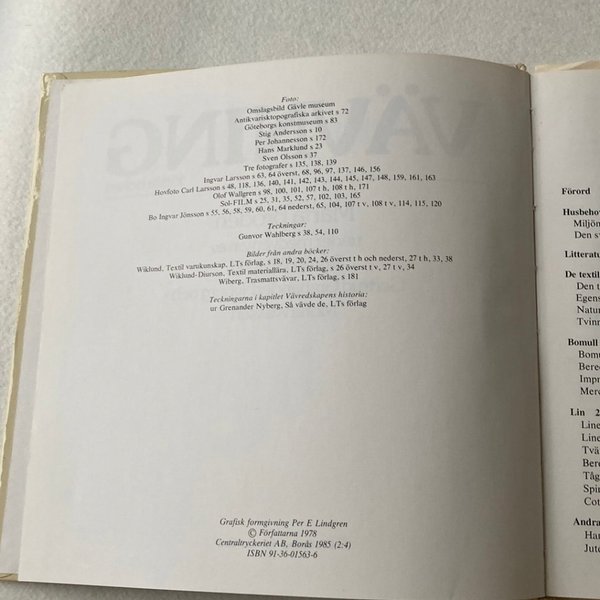 Foto:
Omslagsbild Gävle museum
Antikvarisktopografiska arkivet s 72
Göteborgs konstmuseum s 83
Stig Andersson s 10
Per Johannesson s 172
Hans Marklund s 23
Sven Olsson s 37
Tre fotografer s 135, 138, 139
Ingvar Larsson s 63, 64 överst, 68, 96, 97, 137, 146, 156
Hovfoto Carl Larsson s 48, 118, 136, 140, 141, 142, 143, 144, 145, 147, 148, 159, 161, 163
Olof Wallgren s 98, 100, 101, 107 t h, 108 t h, 171
Sol-FILM s 25, 31, 35, 52, 57, 102, 103, 165
Bo Ingvar Jönsson s 55, 56, 58, 59, 60, 61, 64 nederst, 65, 104, 107 t v, 108 t v, 114, 115, 120
Teckningar:
Gunvor Wahlberg s 38, 54, 110
Bilder från andra böcker:
Wiklund, Textil varukunskap, LTs förlag, s 18, 19, 20, 24, 26 överst t h och nederst, 27 t h, 33, 38
Wiklund-Diurson, Textil materiallära, LTs förlag, s 26 överst t v, 27 t v, 34
Wiberg, Trasmattsvävar, LTs förlag, s 181
Teckningarna i kapitlet Vävredskapens historia:
ur Grenander Nyberg, Så vävde de, LTs förlag
Grafisk formgivning Per E Lindgren
© Författarna 1978
Centraltryckeriet AB, Borås 1985 (2:4)
ISBN 91-36-01563-6
Förord
Husbeho
Miljön
Den s
Litteratu
De textil
Den t
Egens
Natur
Tvinn
Bomull
Bomu
Bered
Impr
Merc
Lin 2
Line
Line
Tvä
Bere
Tåg
Spin
Cot
Andra
Ham
Jute